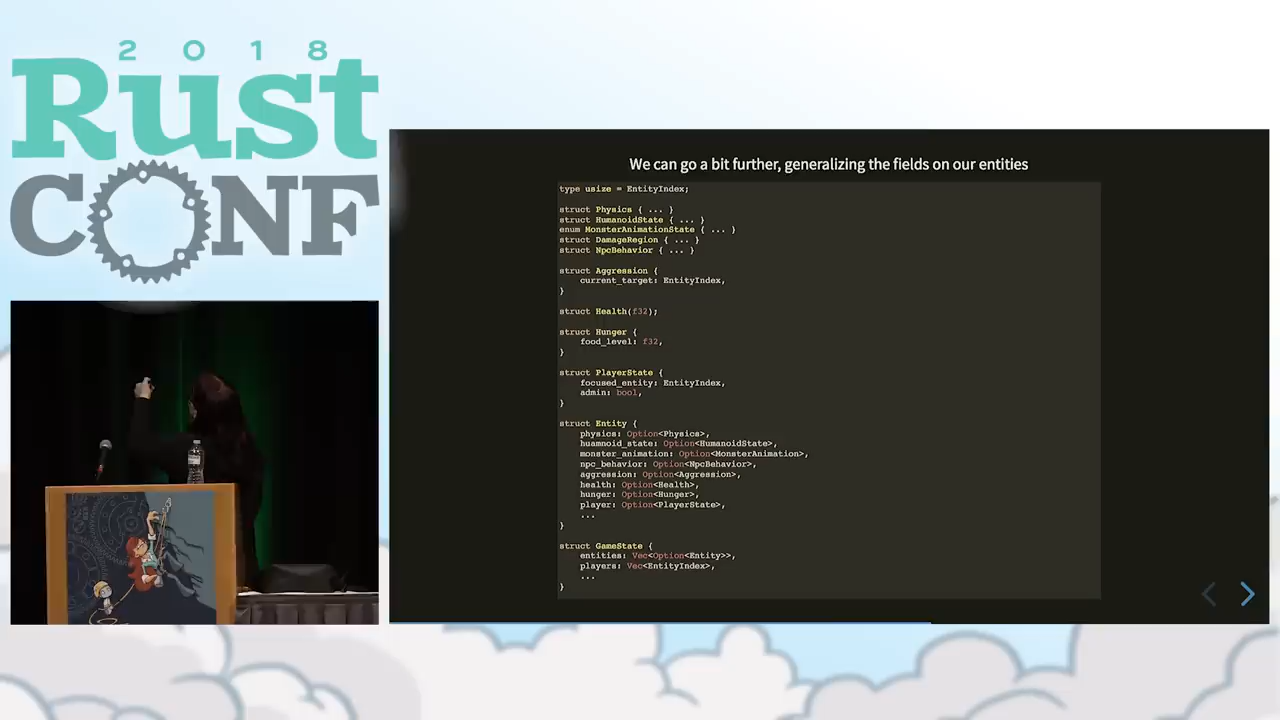 2018
Rust
CONF
We can go a bit further, generalizing the fields on our entities
type usize = EntityIndex;
struct Physics { ... }
struct HumanoidState { ... }
enum MonsterAnimationState { ... }
struct DamageRegion { ... }
struct NpcBehavior { ... }
struct Aggression {
current_target: EntityIndex,
}
struct Health(f32);
struct Hunger {
food_level: f32,
}
struct PlayerState {
focused_entity: EntityIndex,
admin: bool,
}
struct Entity {
physics: Option<Physics>,
huamnoid_state: Option<HumanoidState>,
monster_animation: Option<MonsterAnimation>,
npc_behavior: Option<NpcBehavior>,
aggression: Option<Aggression>,
health: Option<Health>,
hunger: Option<Hunger>,
player: Option<PlayerState>,
...
}
struct GameState {
entities: Vec<Option<Entity>>,
players: Vec<EntityIndex>,
...
}